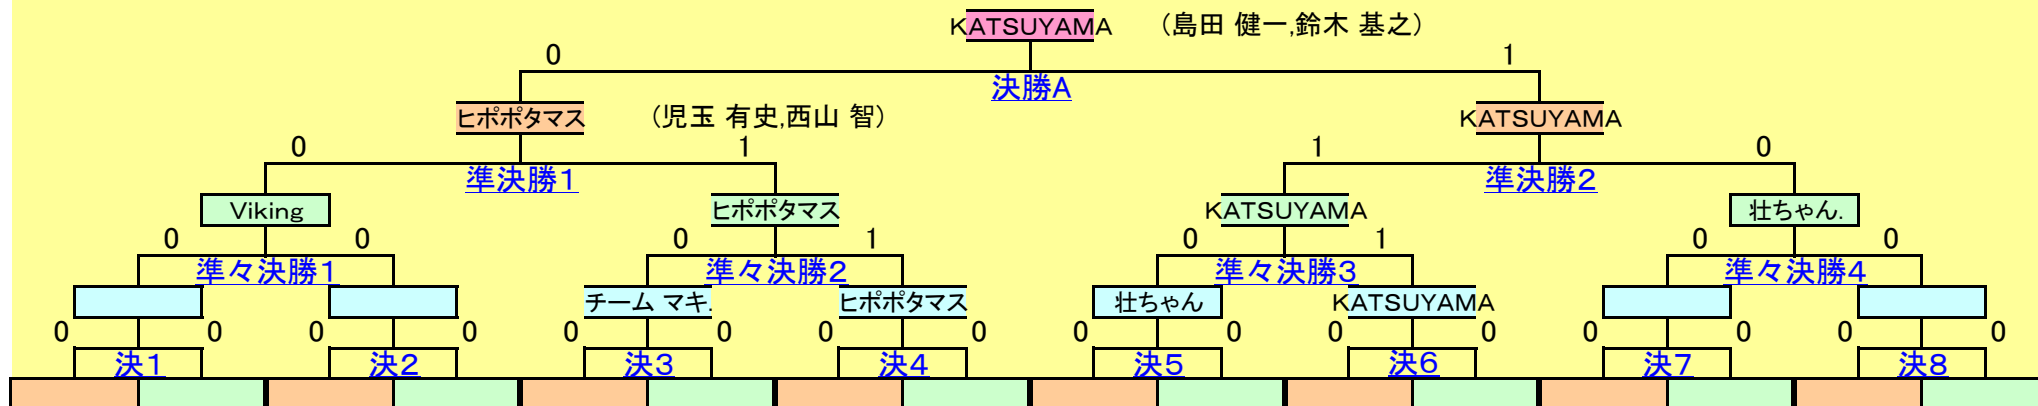 KATSUYAMA （島田 健一,鈴木 基之）
0 1
決勝A
ヒポポタマス （児玉 有史,西山 智） KATSUYAMA
0 1 1 0
準決勝1 準決勝2
Viking ヒポポタマス KATSUYAMA 壮ちゃん.
0 0 0 1 0 1 0 0
準々決勝1 準々決勝2 準々決勝3 準々決勝4
チーム マキ. ヒポポタマス 壮ちゃん KATSUYAMA
0 0 0 0 0 0 0 0 0 0 0 0 0 0 0 0
決1 決2 決3 決4 決5 決6 決7 決8